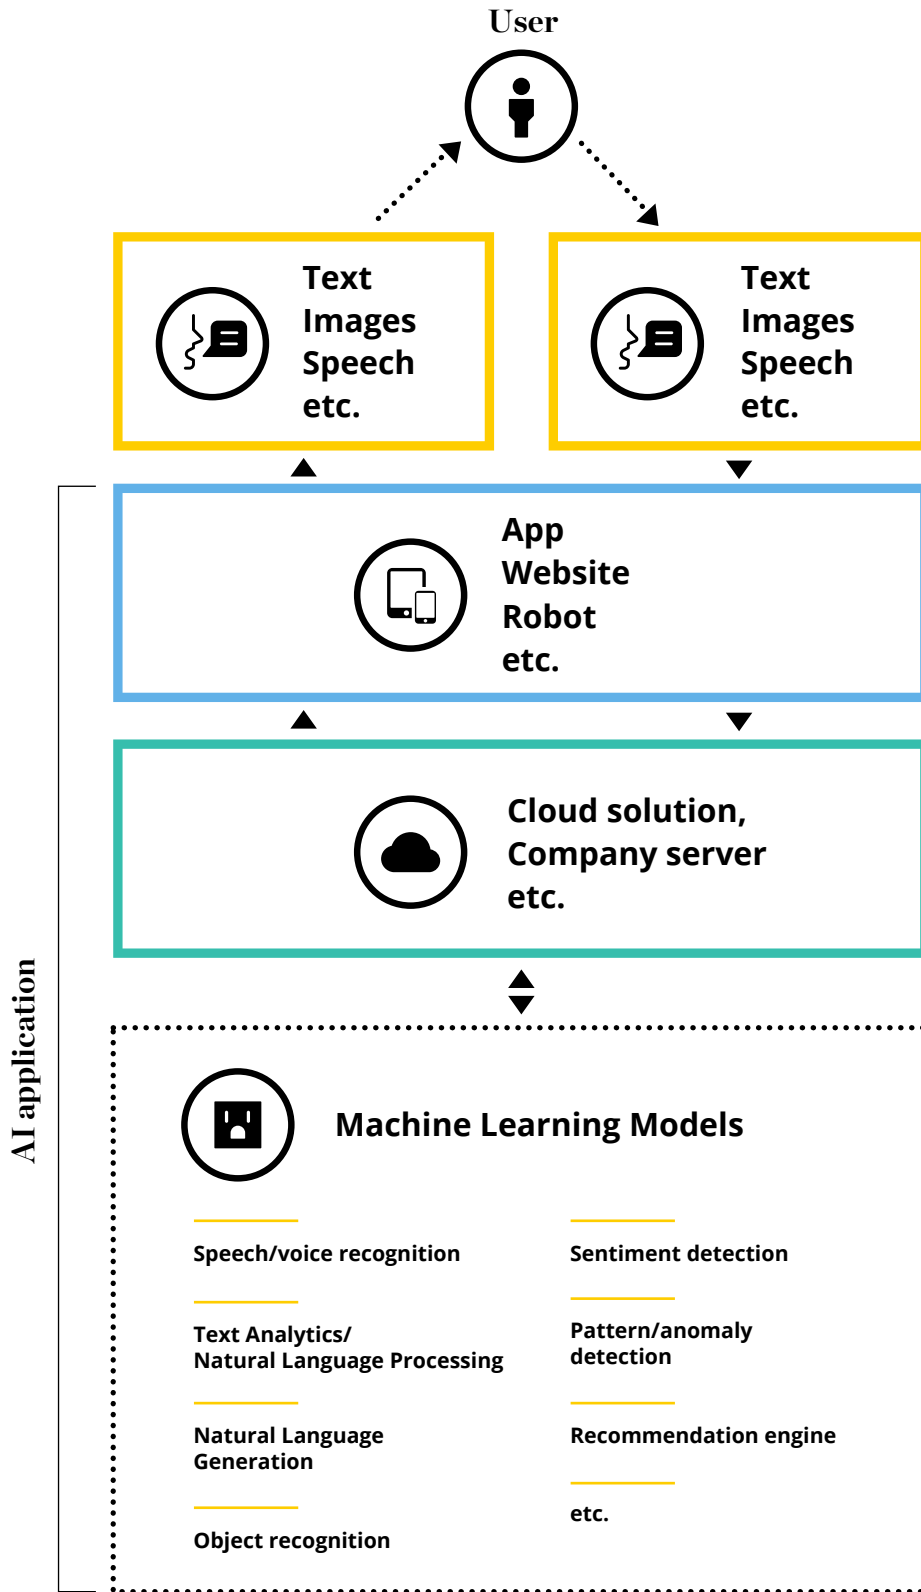 User
Text
Images
Speech
etc.
Text
Images
Speech
etc.
App
Website
Robot
etc.
Cloud solution,
Company server
etc.
AI application
Machine Learning Models
Speech/voice recognition
Text Analytics/
Natural Language Processing
Natural Language
Generation
Object recognition
Sentiment detection
Pattern/anomaly
detection
Recommendation engine
etc.